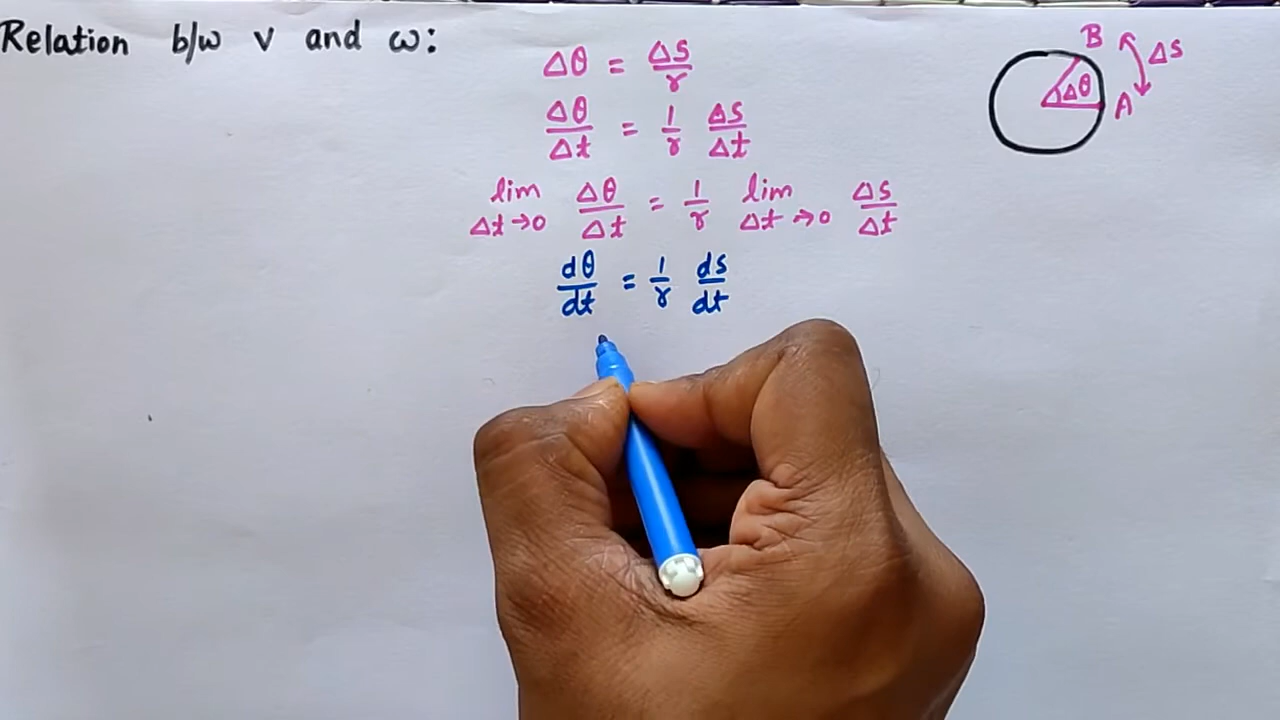 Relation b/w v and ω:
Δθ = Δs/r
Δθ/Δt = 1/r Δs/Δt
lim Δt→0 Δθ/Δt = 1/r lim Δt→0 Δs/Δt
dθ/dt = 1/r ds/dt
B
Δs
Δθ
A